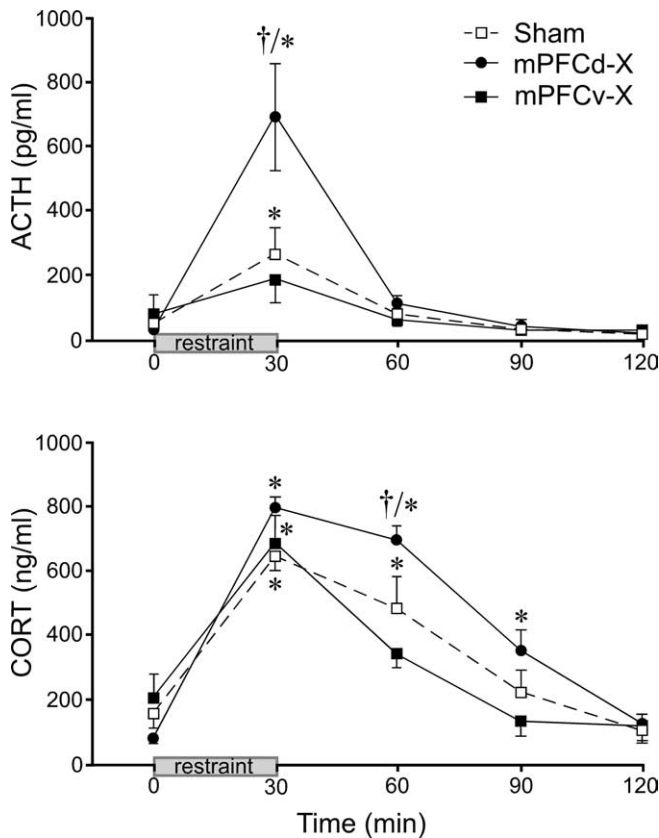 1000
Sham
†/*
mPFCd-X
800
mPFCv-X
ACTH (pg/ml)
600
400
*
200
0
restraint
0 30 60 90 120
1000
800
*
†/*
*
600
*
*
CORT (ng/ml)
400
*
200
0
restraint
0 30 60 90 120
Time (min)